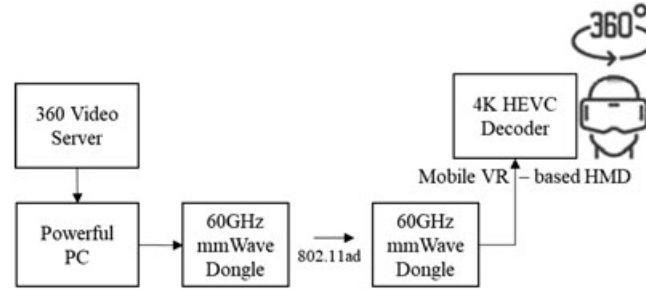 360°
360 Video
Server
4K HEVC
Decoder
Mobile VR – based HMD
Powerful
PC
60GHz
mmWave
Dongle
802.11ad
60GHz
mmWave
Dongle